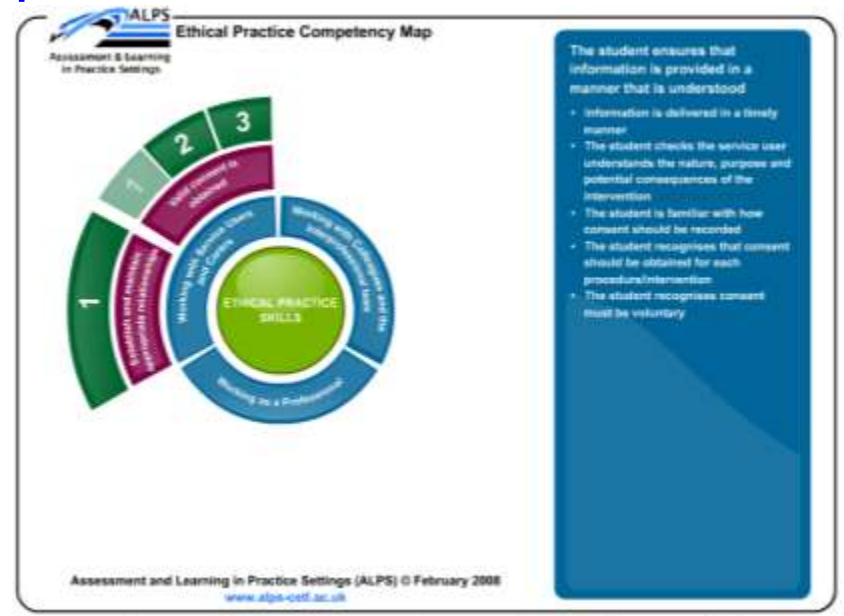 ALPS
Ethical Practice Competency Map
Assessment & Learning
in Practice Settings
The student ensures that
information is provided in a
manner that is understood
• Information is delivered in a timely
manner
• The student checks the service user
understands the nature, purpose and
potential consequences of the
intervention
• The student is familiar with how
consent should be recorded
• The student recognises that consent
should be obtained for each
procedure/intervention
• The student recognises consent
must be voluntary
1
2
3
Valid consent is
obtained
1
Establish and maintain
appropriate relationships
Working with Service Users
and Carers
Working with Colleagues and the
Interprofessional team
Working as a Professional
ETHICAL PRACTICE
SKILLS
Assessment and Learning in Practice Settings (ALPS) © February 2008
www.alps-cetl.ac.uk